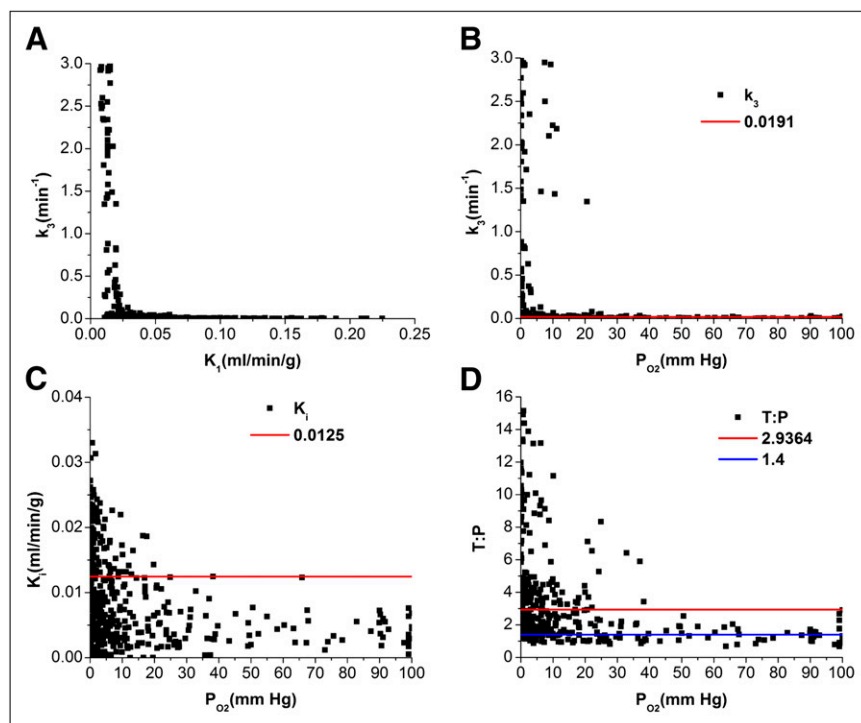 A
3.0
2.5
2.0
1.5
1.0
0.5
0.0
k₃(min⁻¹)
0.00 0.05 0.10 0.15 0.20 0.25
K₁(ml/min/g)
B
3.0
2.5
2.0
1.5
1.0
0.5
0.0
k₃(min⁻¹)
k₃
0.0191
0 10 20 30 40 50 60 70 80 90 100
P_O₂(mm Hg)
C
0.04
0.03
0.02
0.01
0.00
Kᵢ(ml/min/g)
Kᵢ
0.0125
0 10 20 30 40 50 60 70 80 90 100
P_O₂(mm Hg)
D
16
14
12
10
8
6
4
2
0
T:P
T:P
2.9364
1.4
0 10 20 30 40 50 60 70 80 90 100
P_O₂(mm Hg)